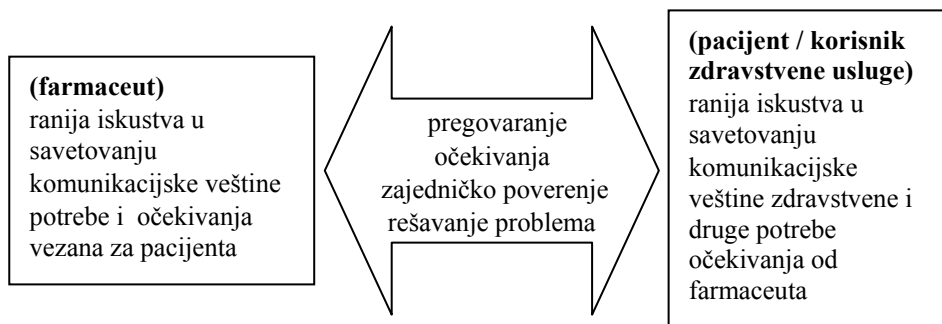 (farmaceut)
ranija iskustva u
savetovanju
komunikacijske veštine
potrebe i očekivanja
vezana za pacijenta
pregovaranje
očekivanja
zajedničko poverenje
rešavanje problema
(pacijent / korisnik
zdravstvene usluge)
ranija iskustva u
savetovanju
komunikacijske
veštine zdravstvene i
druge potrebe
očekivanja od
farmaceuta